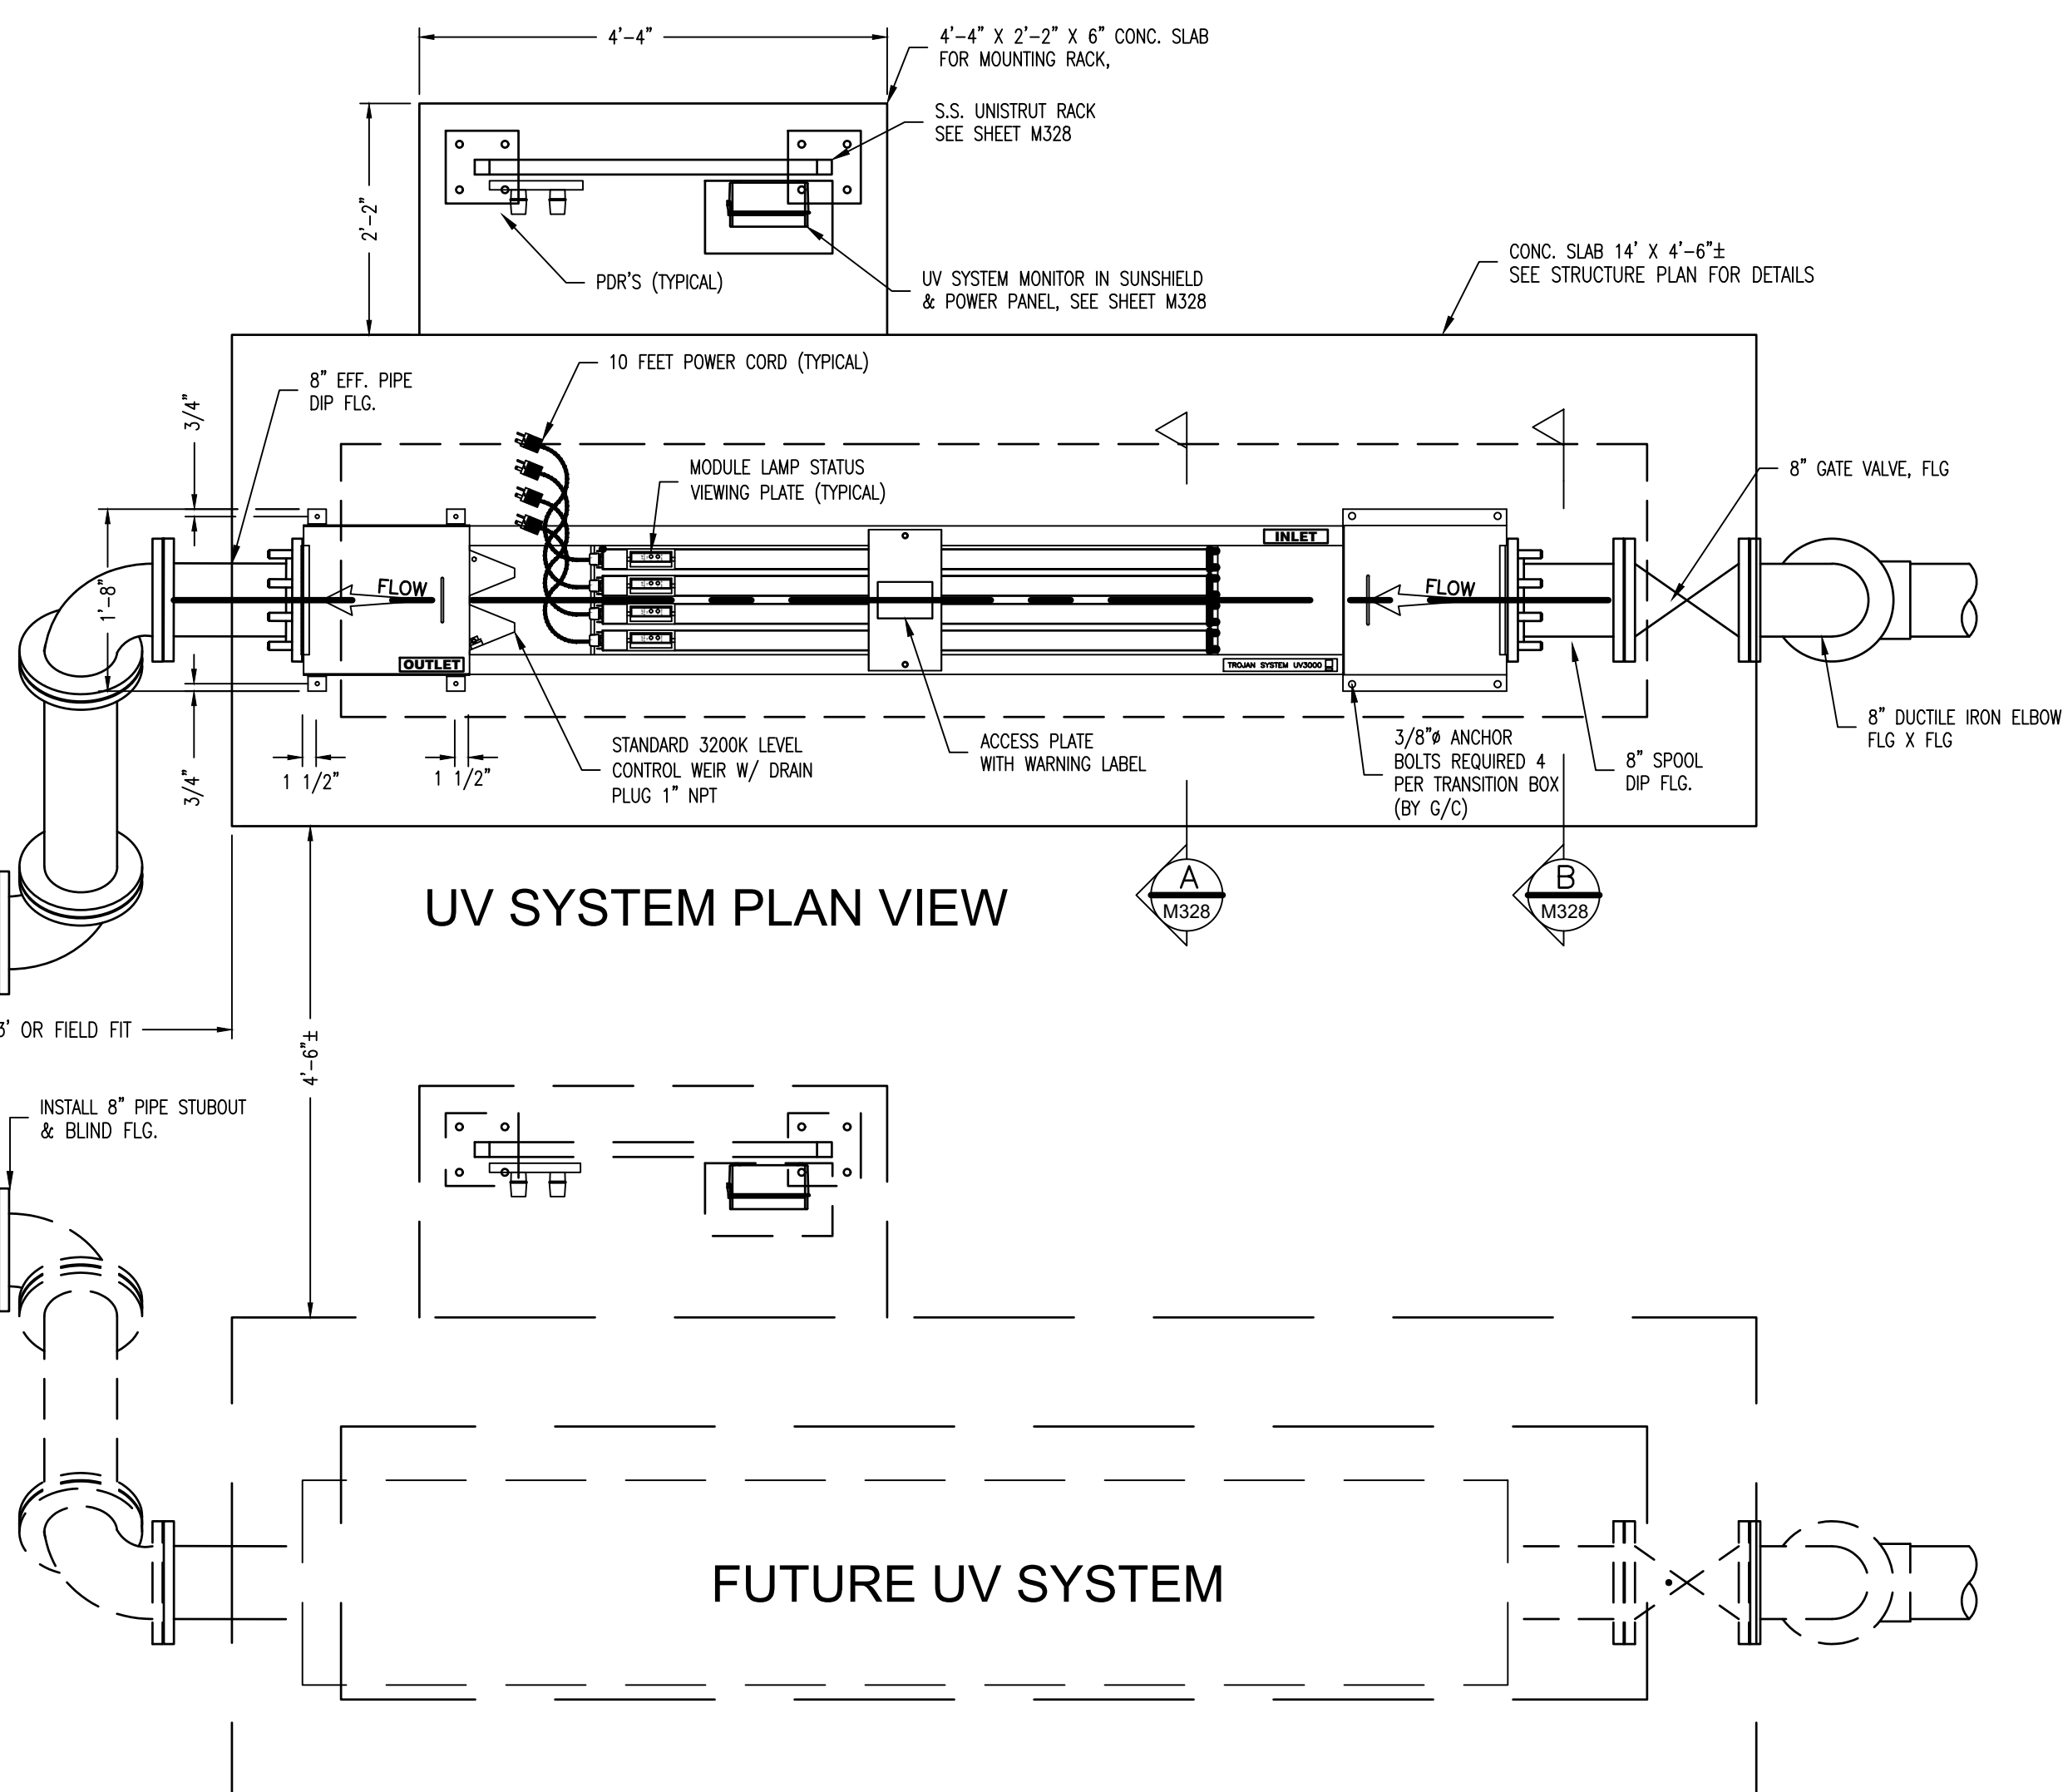 4'-4"
4'-4" X 2'-2" X 6" CONC. SLAB
FOR MOUNTING RACK,
S.S. UNISTRUT RACK
SEE SHEET M328
2'-2"
PDR'S (TYPICAL)
UV SYSTEM MONITOR IN SUNSHIELD
& POWER PANEL, SEE SHEET M328
CONC. SLAB 14' X 4'-6"±
SEE STRUCTURE PLAN FOR DETAILS
10 FEET POWER CORD (TYPICAL)
8" EFF. PIPE
DIP FLG.
3/4"
MODULE LAMP STATUS
VIEWING PLATE (TYPICAL)
8" GATE VALVE, FLG
INLET
FLOW
FLOW
1'-8"
OUTLET
TROJAN SYSTEM UV3000
3/4"
1 1/2"
1 1/2"
STANDARD 3200K LEVEL
CONTROL WEIR W/ DRAIN
PLUG 1" NPT
ACCESS PLATE
WITH WARNING LABEL
3/8"ø ANCHOR
BOLTS REQUIRED 4
PER TRANSITION BOX
(BY G/C)
8" SPOOL
DIP FLG.
8" DUCTILE IRON ELBOW
FLG X FLG
UV SYSTEM PLAN VIEW
A
M328
B
M328
3' OR FIELD FIT
4'-6"±
INSTALL 8" PIPE STUBOUT
& BLIND FLG.
FUTURE UV SYSTEM